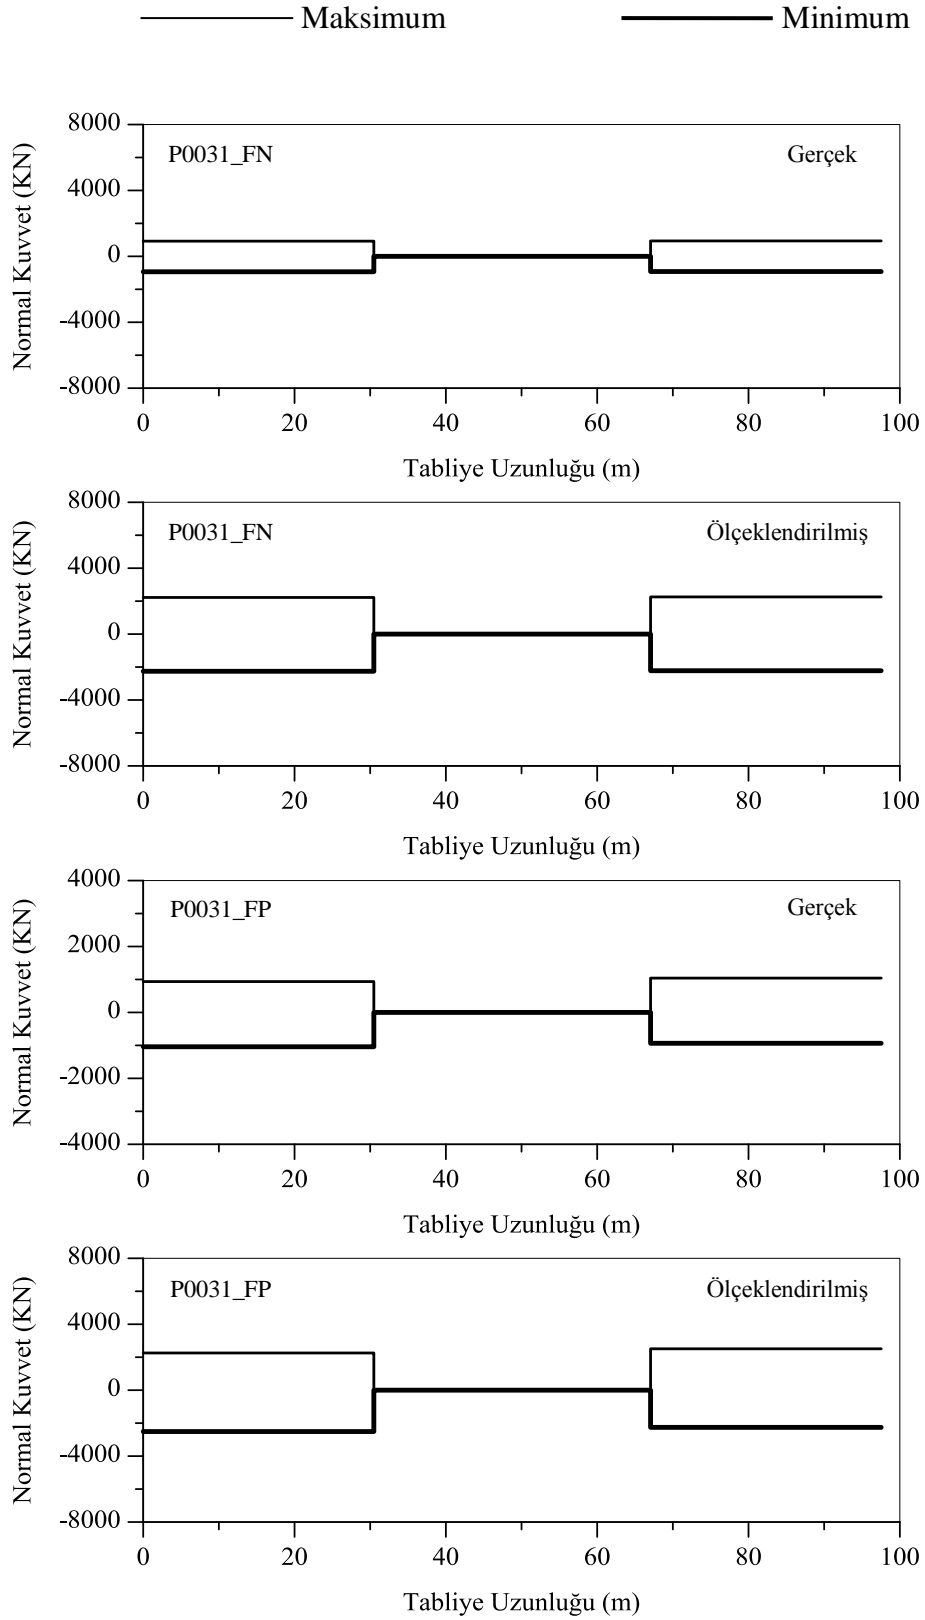 Maksimum Minimum
8000
P0031_FN Gerçek
4000
0
-4000
-8000
Normal Kuvvet (KN)
0 20 40 60 80 100
Tabliye Uzunluğu (m)
8000
P0031_FN Ölçeklendirilmiş
4000
0
-4000
-8000
Normal Kuvvet (KN)
0 20 40 60 80 100
Tabliye Uzunluğu (m)
4000
P0031_FP Gerçek
2000
0
-2000
-4000
Normal Kuvvet (KN)
0 20 40 60 80 100
Tabliye Uzunluğu (m)
8000
P0031_FP Ölçeklendirilmiş
4000
0
-4000
-8000
Normal Kuvvet (KN)
0 20 40 60 80 100
Tabliye Uzunluğu (m)